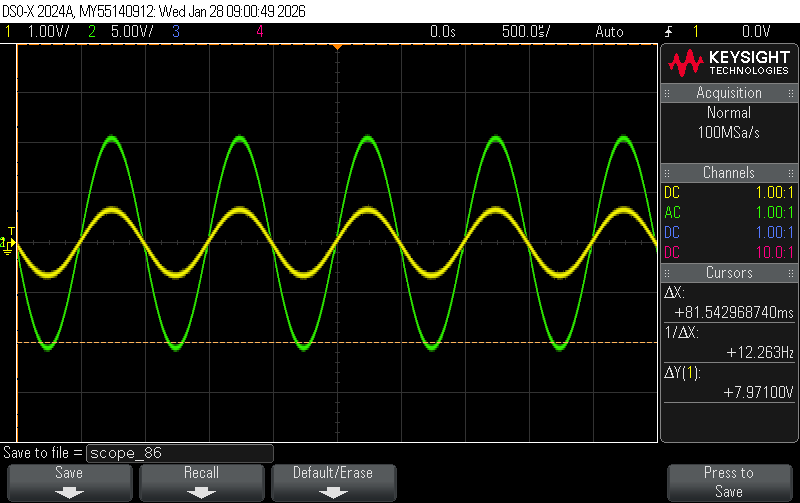 DSO-X 2024A, MY55140912: Wed Jan 28 09:00:49 2026
1 1.00V/ 2 5.00V/ 3 4 0.0s 500.0µs/ Auto 1 0.0V
KEYSIGHT
TECHNOLOGIES
Acquisition
Normal
100MSa/s
Channels
DC 1.00:1
AC 1.00:1
DC 1.00:1
DC 10.0:1
Cursors
ΔX:
+81.542968740ms
1/ΔX:
+12.263Hz
ΔY(1):
+7.97100V
T
2
Save to file = scope_86
Save
Recall
Default/Erase
Press to
Save